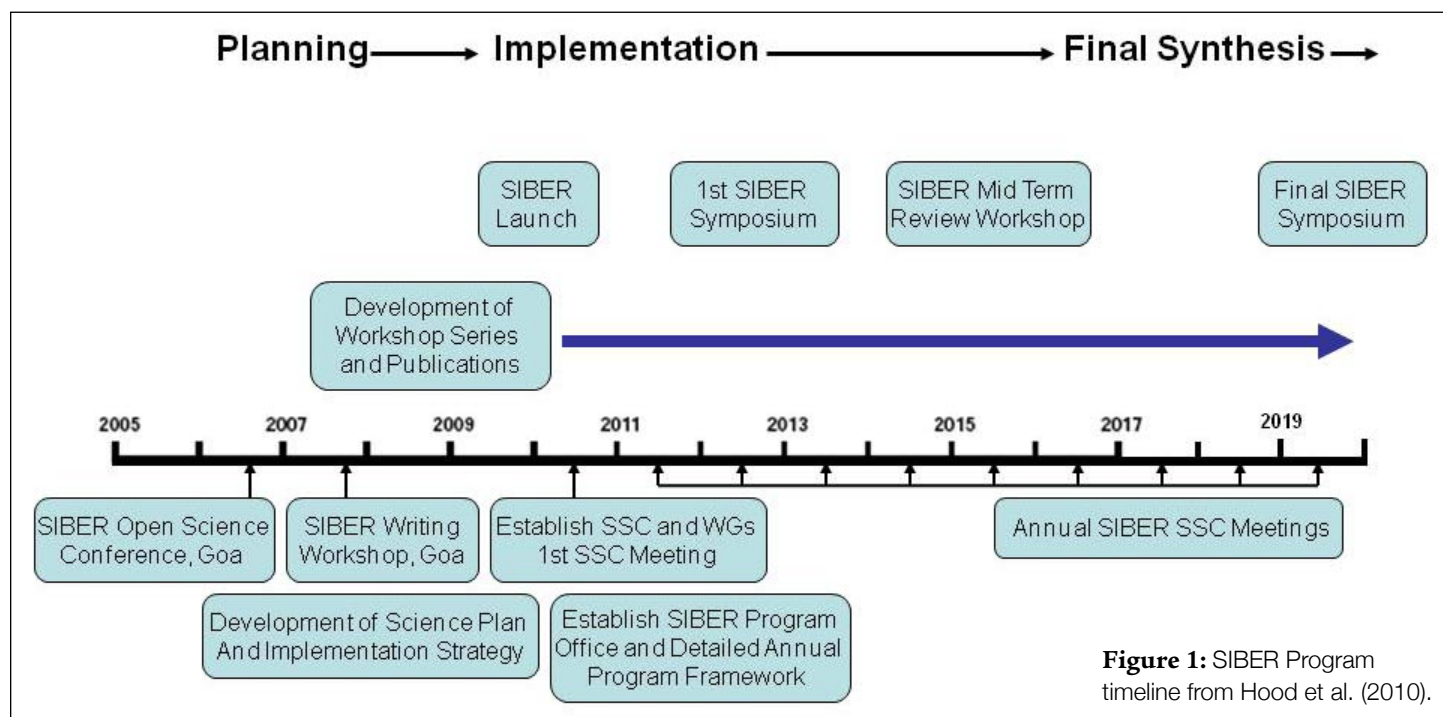 Planning Implementation Final Synthesis
SIBER
Launch
1st SIBER
Symposium
SIBER Mid Term
Review Workshop
Final SIBER
Symposium
Development of
Workshop Series
and Publications
2005 2007 2009 2011 2013 2015 2017 2019
SIBER Open Science
Conference, Goa
SIBER Writing
Workshop, Goa
Establish SSC and WGs
1st SSC Meeting
Annual SIBER SSC Meetings
Development of Science Plan
And Implementation Strategy
Establish SIBER Program
Office and Detailed Annual
Program Framework
Figure 1: SIBER Program
timeline from Hood et al. (2010).